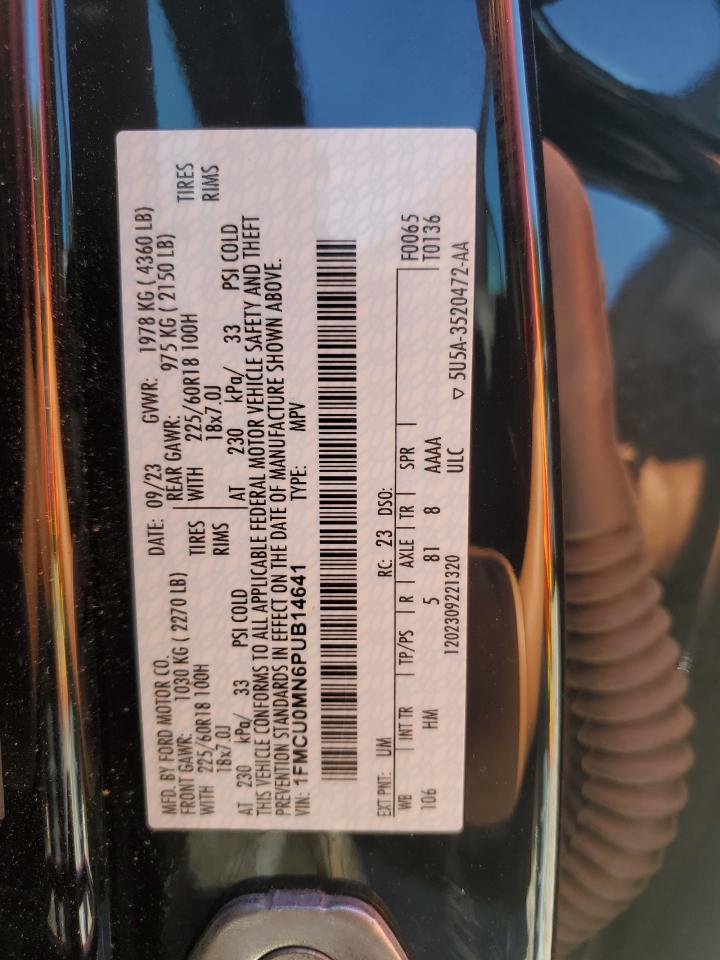 MFD. BY FORD MOTOR CO. DATE: 09/23 GVWR: 1978 KG ( 4360 LB)
FRONT GAWR: 1030 KG ( 2270 LB) REAR GAWR: 975 KG ( 2150 LB)
WITH 225/60R18 100H TIRES WITH 225/60R18 100H TIRES
18x7.0J RIMS 18x7.0J RIMS
AT 230 kPa/ 33 PSI COLD AT 230 kPa/ 33 PSI COLD
THIS VEHICLE CONFORMS TO ALL APPLICABLE FEDERAL MOTOR VEHICLE SAFETY AND THEFT
PREVENTION STANDARDS IN EFFECT ON THE DATE OF MANUFACTURE SHOWN ABOVE.
VIN: 1FMCU0MN6PUB14641 TYPE: MPV
EXT PNT: UM RC: 23 DSO: F0065
WB INT TR TP/PS R AXLE TR SPR T0136
106 HM 5 81 8 AAAA
1202309221320 ULC ▽ 5U5A-3520472-AA